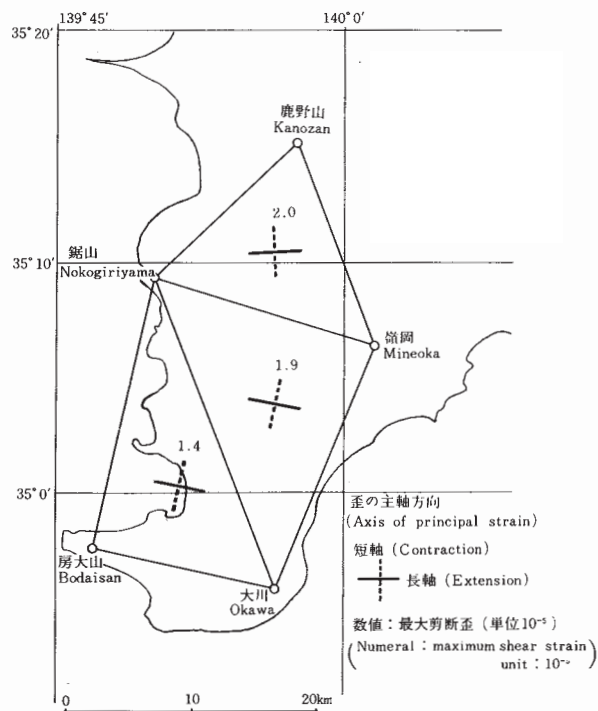 139°45′
140°0′
35°20′
鹿野山
Kanozan
2.0
35°10′
鋸山
Nokogiriyama
嶺岡
Mineoka
1.9
1.4
35°0′
歪の主軸方向
(Axis of principal strain)
短軸 (Contraction)
長軸 (Extension)
房大山
Bodaisan
大川
Okawa
数値：最大剪断歪 (単位10⁻⁵)
(Numeral : maximum shear strain
unit : 10
0
10
20km